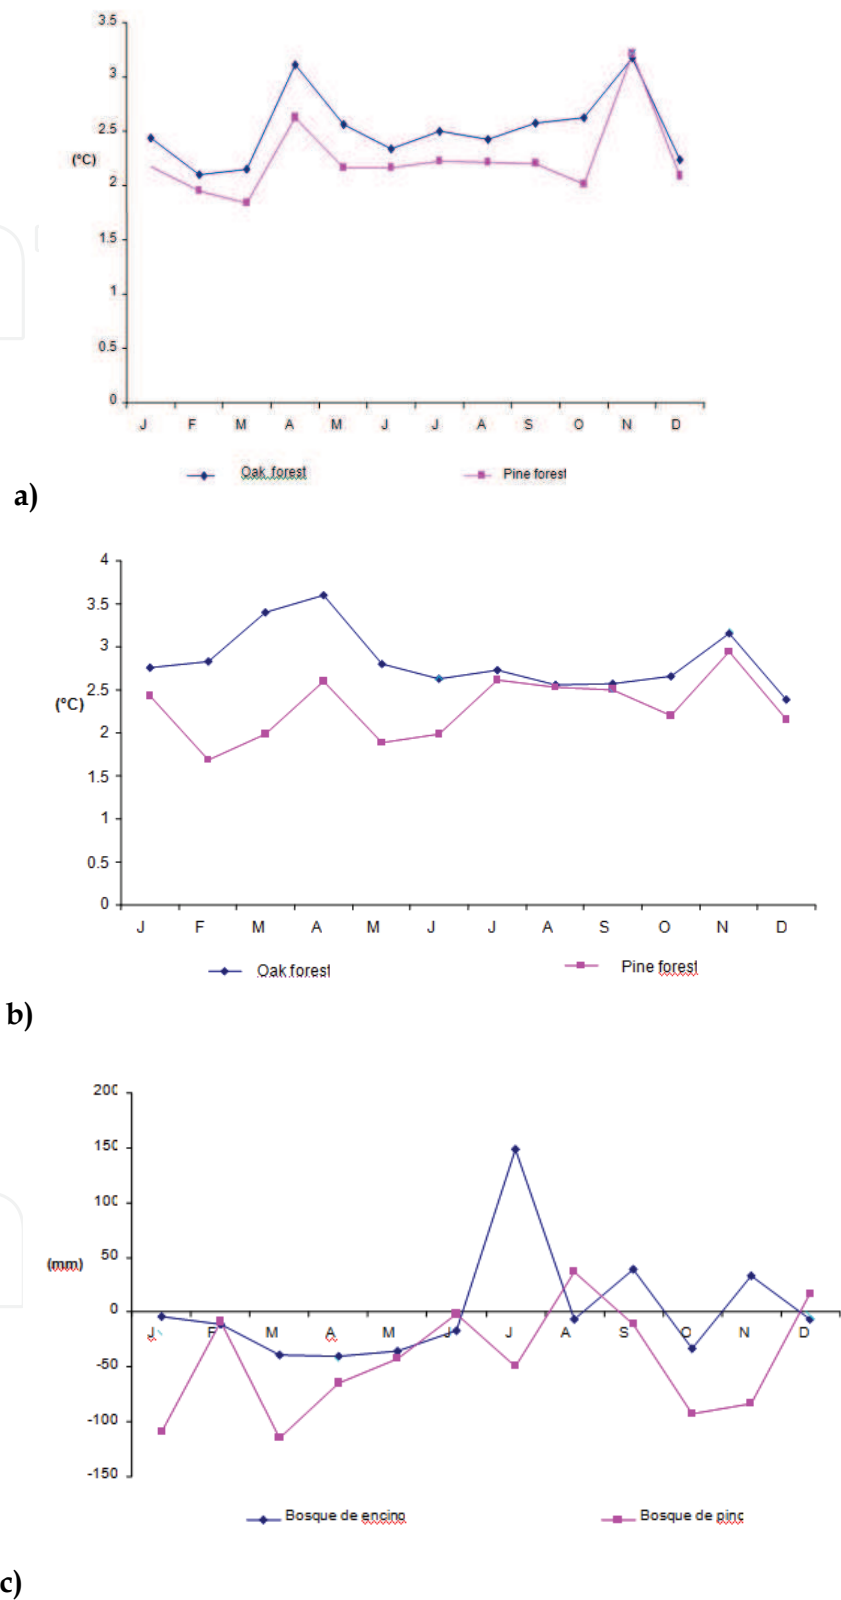 3.5
3
2.5
(°C)
2
1.5
1
0.5
0
J F M A M J J A S O N D
Oak forest Pine forest
a)
4
3.5
3
2.5
(°C)
2
1.5
1
0.5
0
J F M A M J J A S O N D
Oak forest Pine forest
b)
200
150
100
50
(mm)
0
J F M A M J J A S O N D
-50
-100
-150
Bosque de encino Bosque de pino
c)